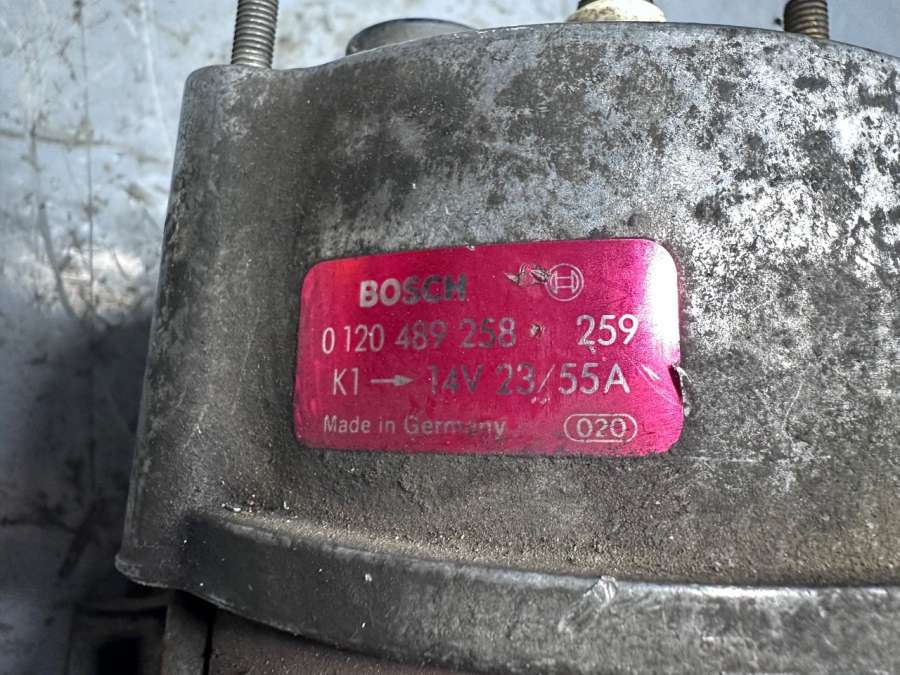 BOSCH
0 120 489 258 259
K1 → 14V 23/55A
Made in Germany 020